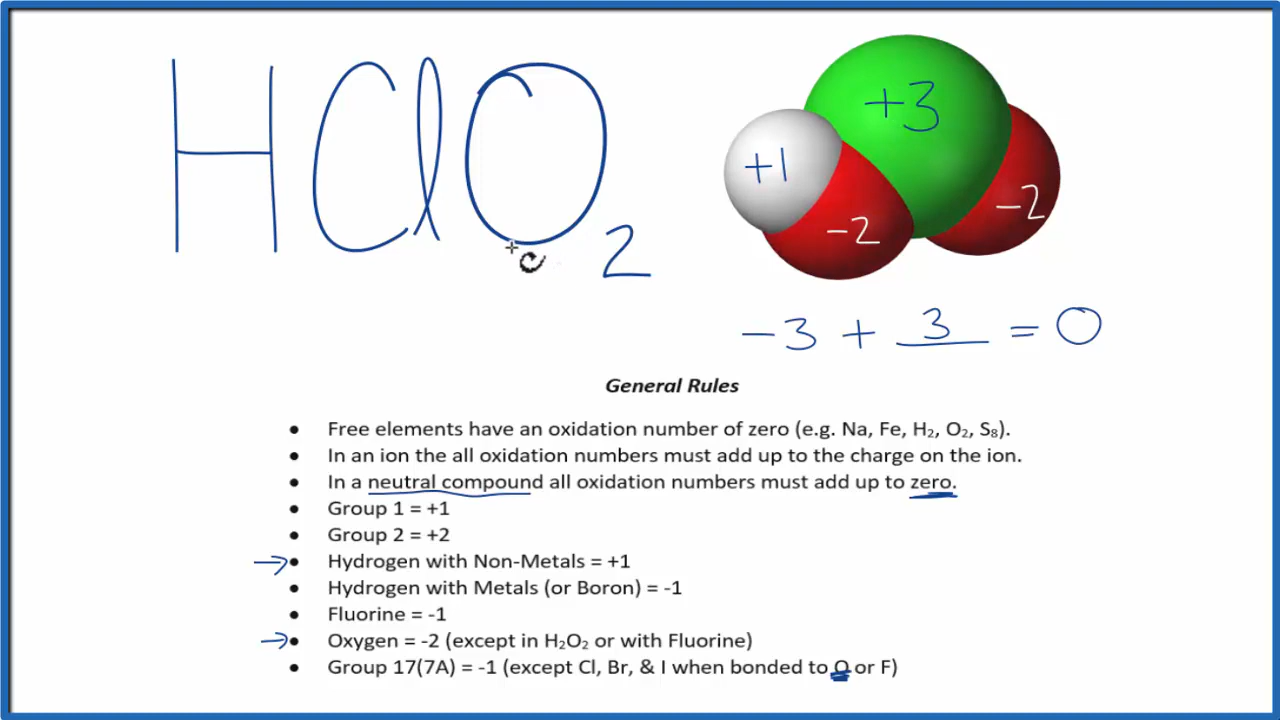 HClO₂
+3
+1
-2
-2
-3 + 3 = 0
General Rules
• Free elements have an oxidation number of zero (e.g. Na, Fe, H₂, O₂, S₈).
• In an ion the all oxidation numbers must add up to the charge on the ion.
• In a neutral compound all oxidation numbers must add up to zero.
• Group 1 = +1
• Group 2 = +2
→• Hydrogen with Non-Metals = +1
• Hydrogen with Metals (or Boron) = -1
• Fluorine = -1
→• Oxygen = -2 (except in H₂O₂ or with Fluorine)
• Group 17(7A) = -1 (except Cl, Br, & I when bonded to O or F)